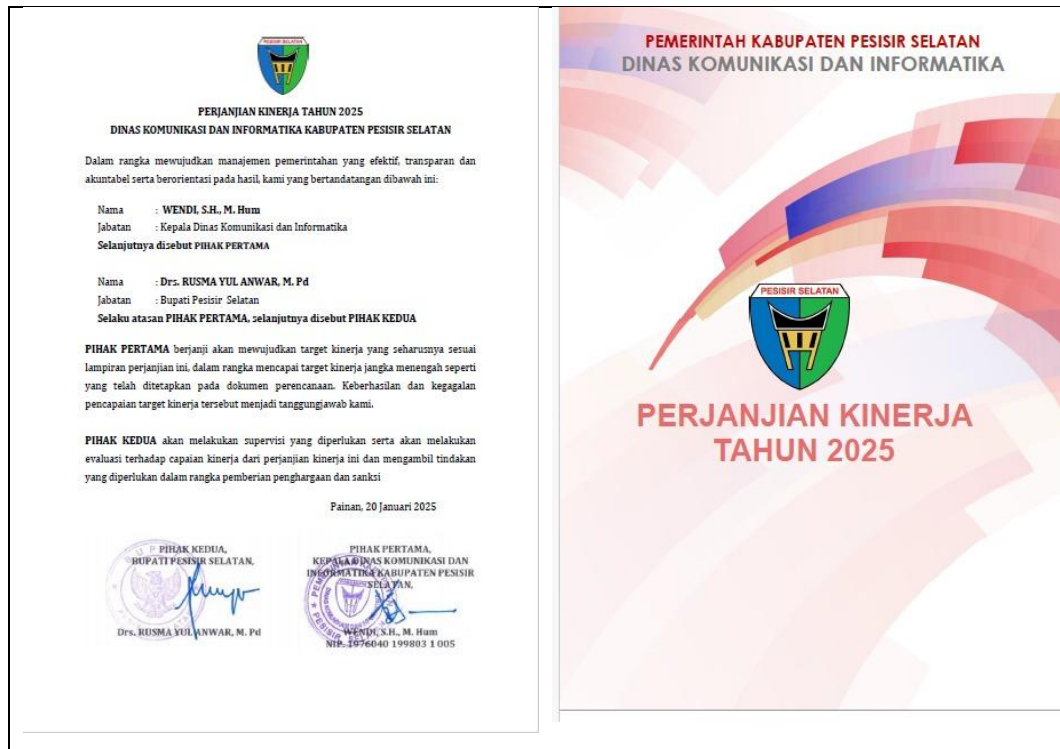 PESISIR SELATAN
PERJANJIAN KINERJA TAHUN 2025
DINAS KOMUNIKASI DAN INFORMATIKA KABUPATEN PESISIR SELATAN
Dalam rangka mewujudkan manajemen pemerintahan yang efektif, transparan dan
akuntabel serta berorientasi pada hasil, kami yang bertandatangan dibawah ini:
Nama : WENDI, S.H., M. Hum
Jabatan : Kepala Dinas Komunikasi dan Informatika
Selanjutnya disebut PIHAK PERTAMA
Nama : Drs. RUSMA YUL ANWAR, M. Pd
Jabatan : Bupati Pesisir Selatan
Selaku atasan PIHAK PERTAMA, selanjutnya disebut PIHAK KEDUA
PIHAK PERTAMA berjanji akan mewujudkan target kinerja yang seharusnya sesuai
lampiran perjanjian ini, dalam rangka mencapai target kinerja jangka menengah seperti
yang telah ditetapkan pada dokumen perencanaan. Keberhasilan dan kegagalan
pencapaian target kinerja tersebut menjadi tanggungjawab kami.
PIHAK KEDUA akan melakukan supervisi yang diperlukan serta akan melakukan
evaluasi terhadap capaian kinerja dari perjanjian kinerja ini dan mengambil tindakan
yang diperlukan dalam rangka pemberian penghargaan dan sanksi
Painan, 20 Januari 2025
PIHAK KEDUA,
BUPATI PESISIR SELATAN,
Drs. RUSMA YUL ANWAR, M. Pd
PIHAK PERTAMA,
KEPALA DINAS KOMUNIKASI DAN
INFORMATIKA KABUPATEN PESISIR
SELATAN,
WENDI, S.H., M. Hum
NIP. 1976040 199803 1 005
PEMERINTAH KABUPATEN PESISIR SELATAN
DINAS KOMUNIKASI DAN INFORMATIKA
PESISIR SELATAN
PERJANJIAN KINERJA
TAHUN 2025